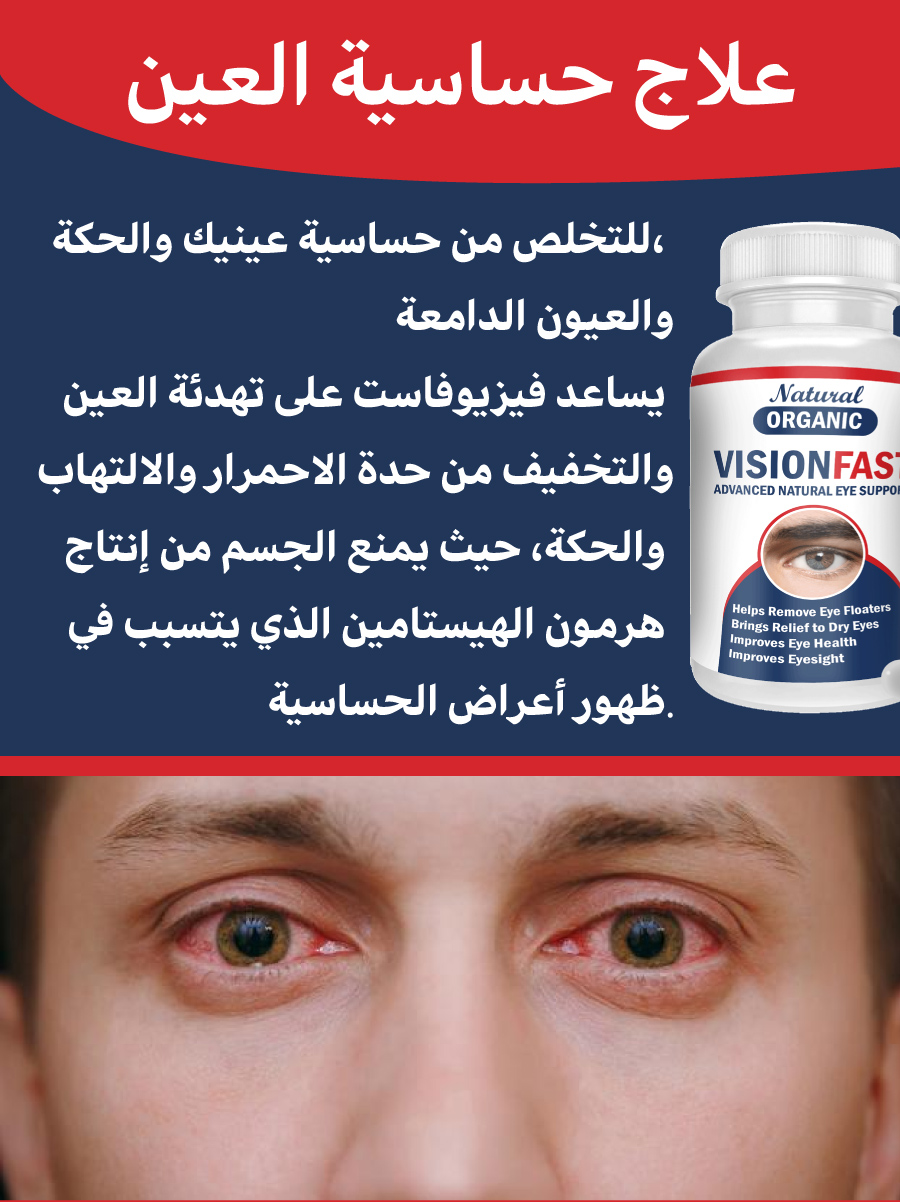 علاج حساسية العين
للتخلص من حساسية عينيك والحكة،
والعيون الدامعة
يساعد فيزيوفاست على تهدئة العين
والتخفيف من حدة الاحمرار والالتهاب
والحكة، حيث يمنع الجسم من إنتاج
هرمون الهيستامين الذي يتسبب في
ظهور أعراض الحساسية.
Natural
ORGANIC
VISIONFAST
ADVANCED NATURAL EYE SUPPOR
Helps Remove Eye Floaters
Brings Relief to Dry Eyes
Improves Eye Health
Improves Eyesight